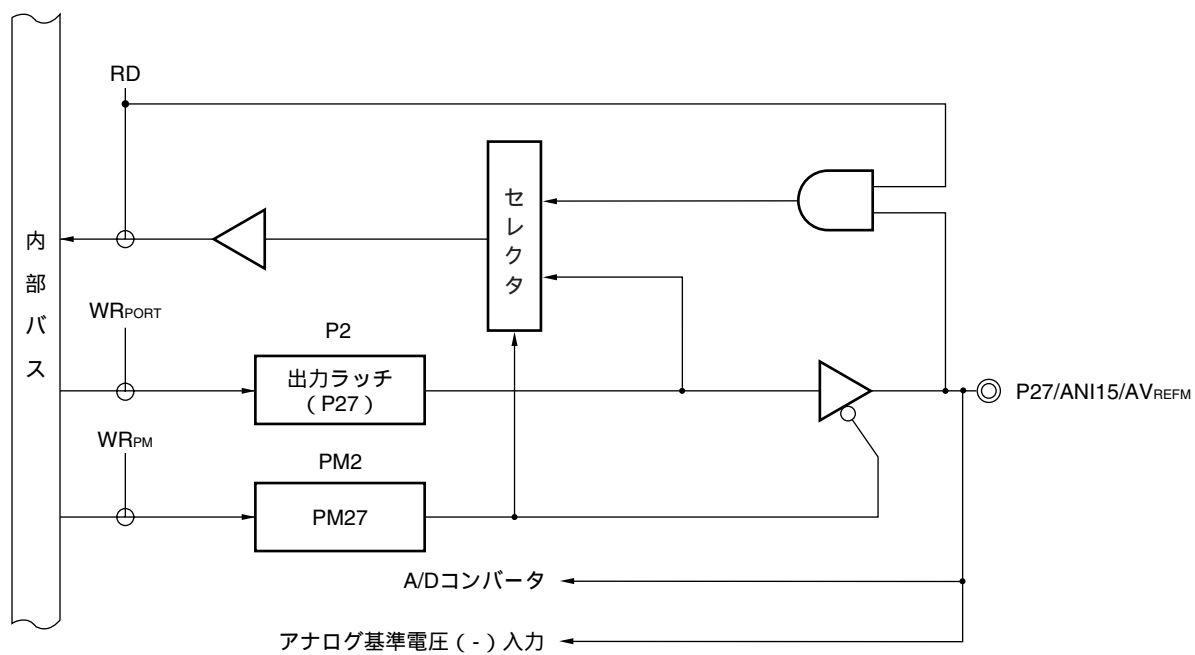 RD
セレクタ
内部バス
WRPORT
P2
出力ラッチ
(P27)
P27/ANI15/AVREFM
WRPM
PM2
PM27
A/Dコンバータ
アナログ基準電圧(-)入力